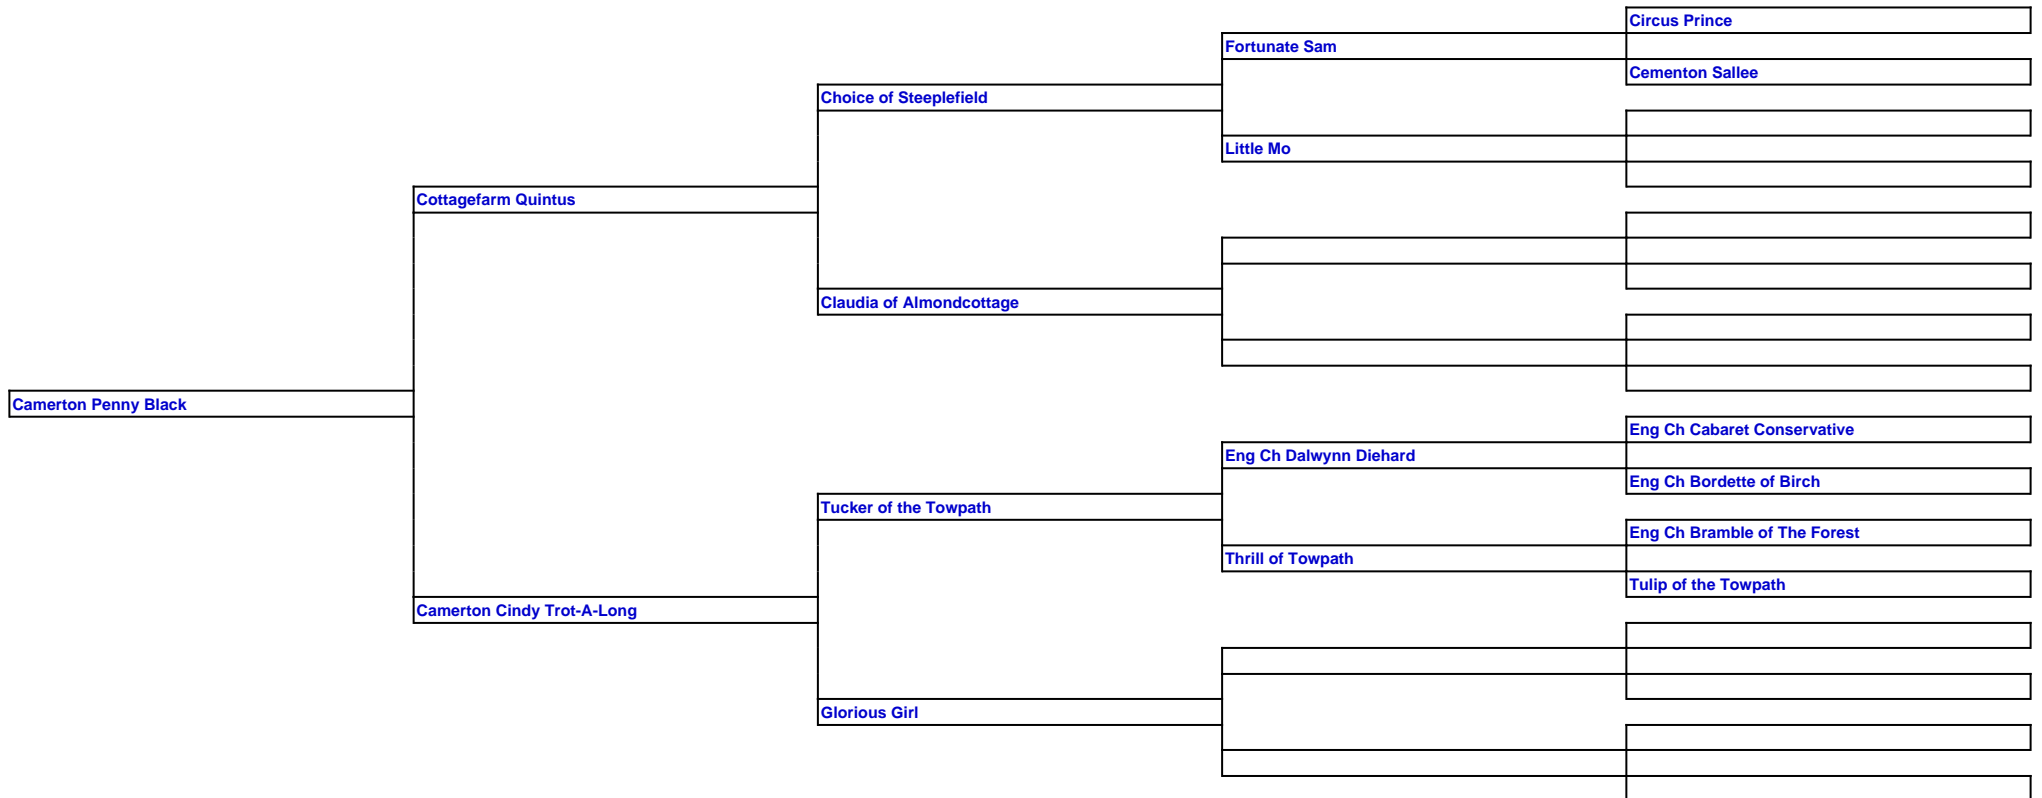 Circus Prince
Fortunate Sam
Cementon Sallee
Choice of Steeplefield
Little Mo
Cottagefarm Quintus
Claudia of Almondcottage
Camerton Penny Black
Eng Ch Cabaret Conservative
Eng Ch Dalwynn Diehard
Eng Ch Bordette of Birch
Tucker of the Towpath
Eng Ch Bramble of The Forest
Thrill of Towpath
Tulip of the Towpath
Camerton Cindy Trot-A-Long
Glorious Girl